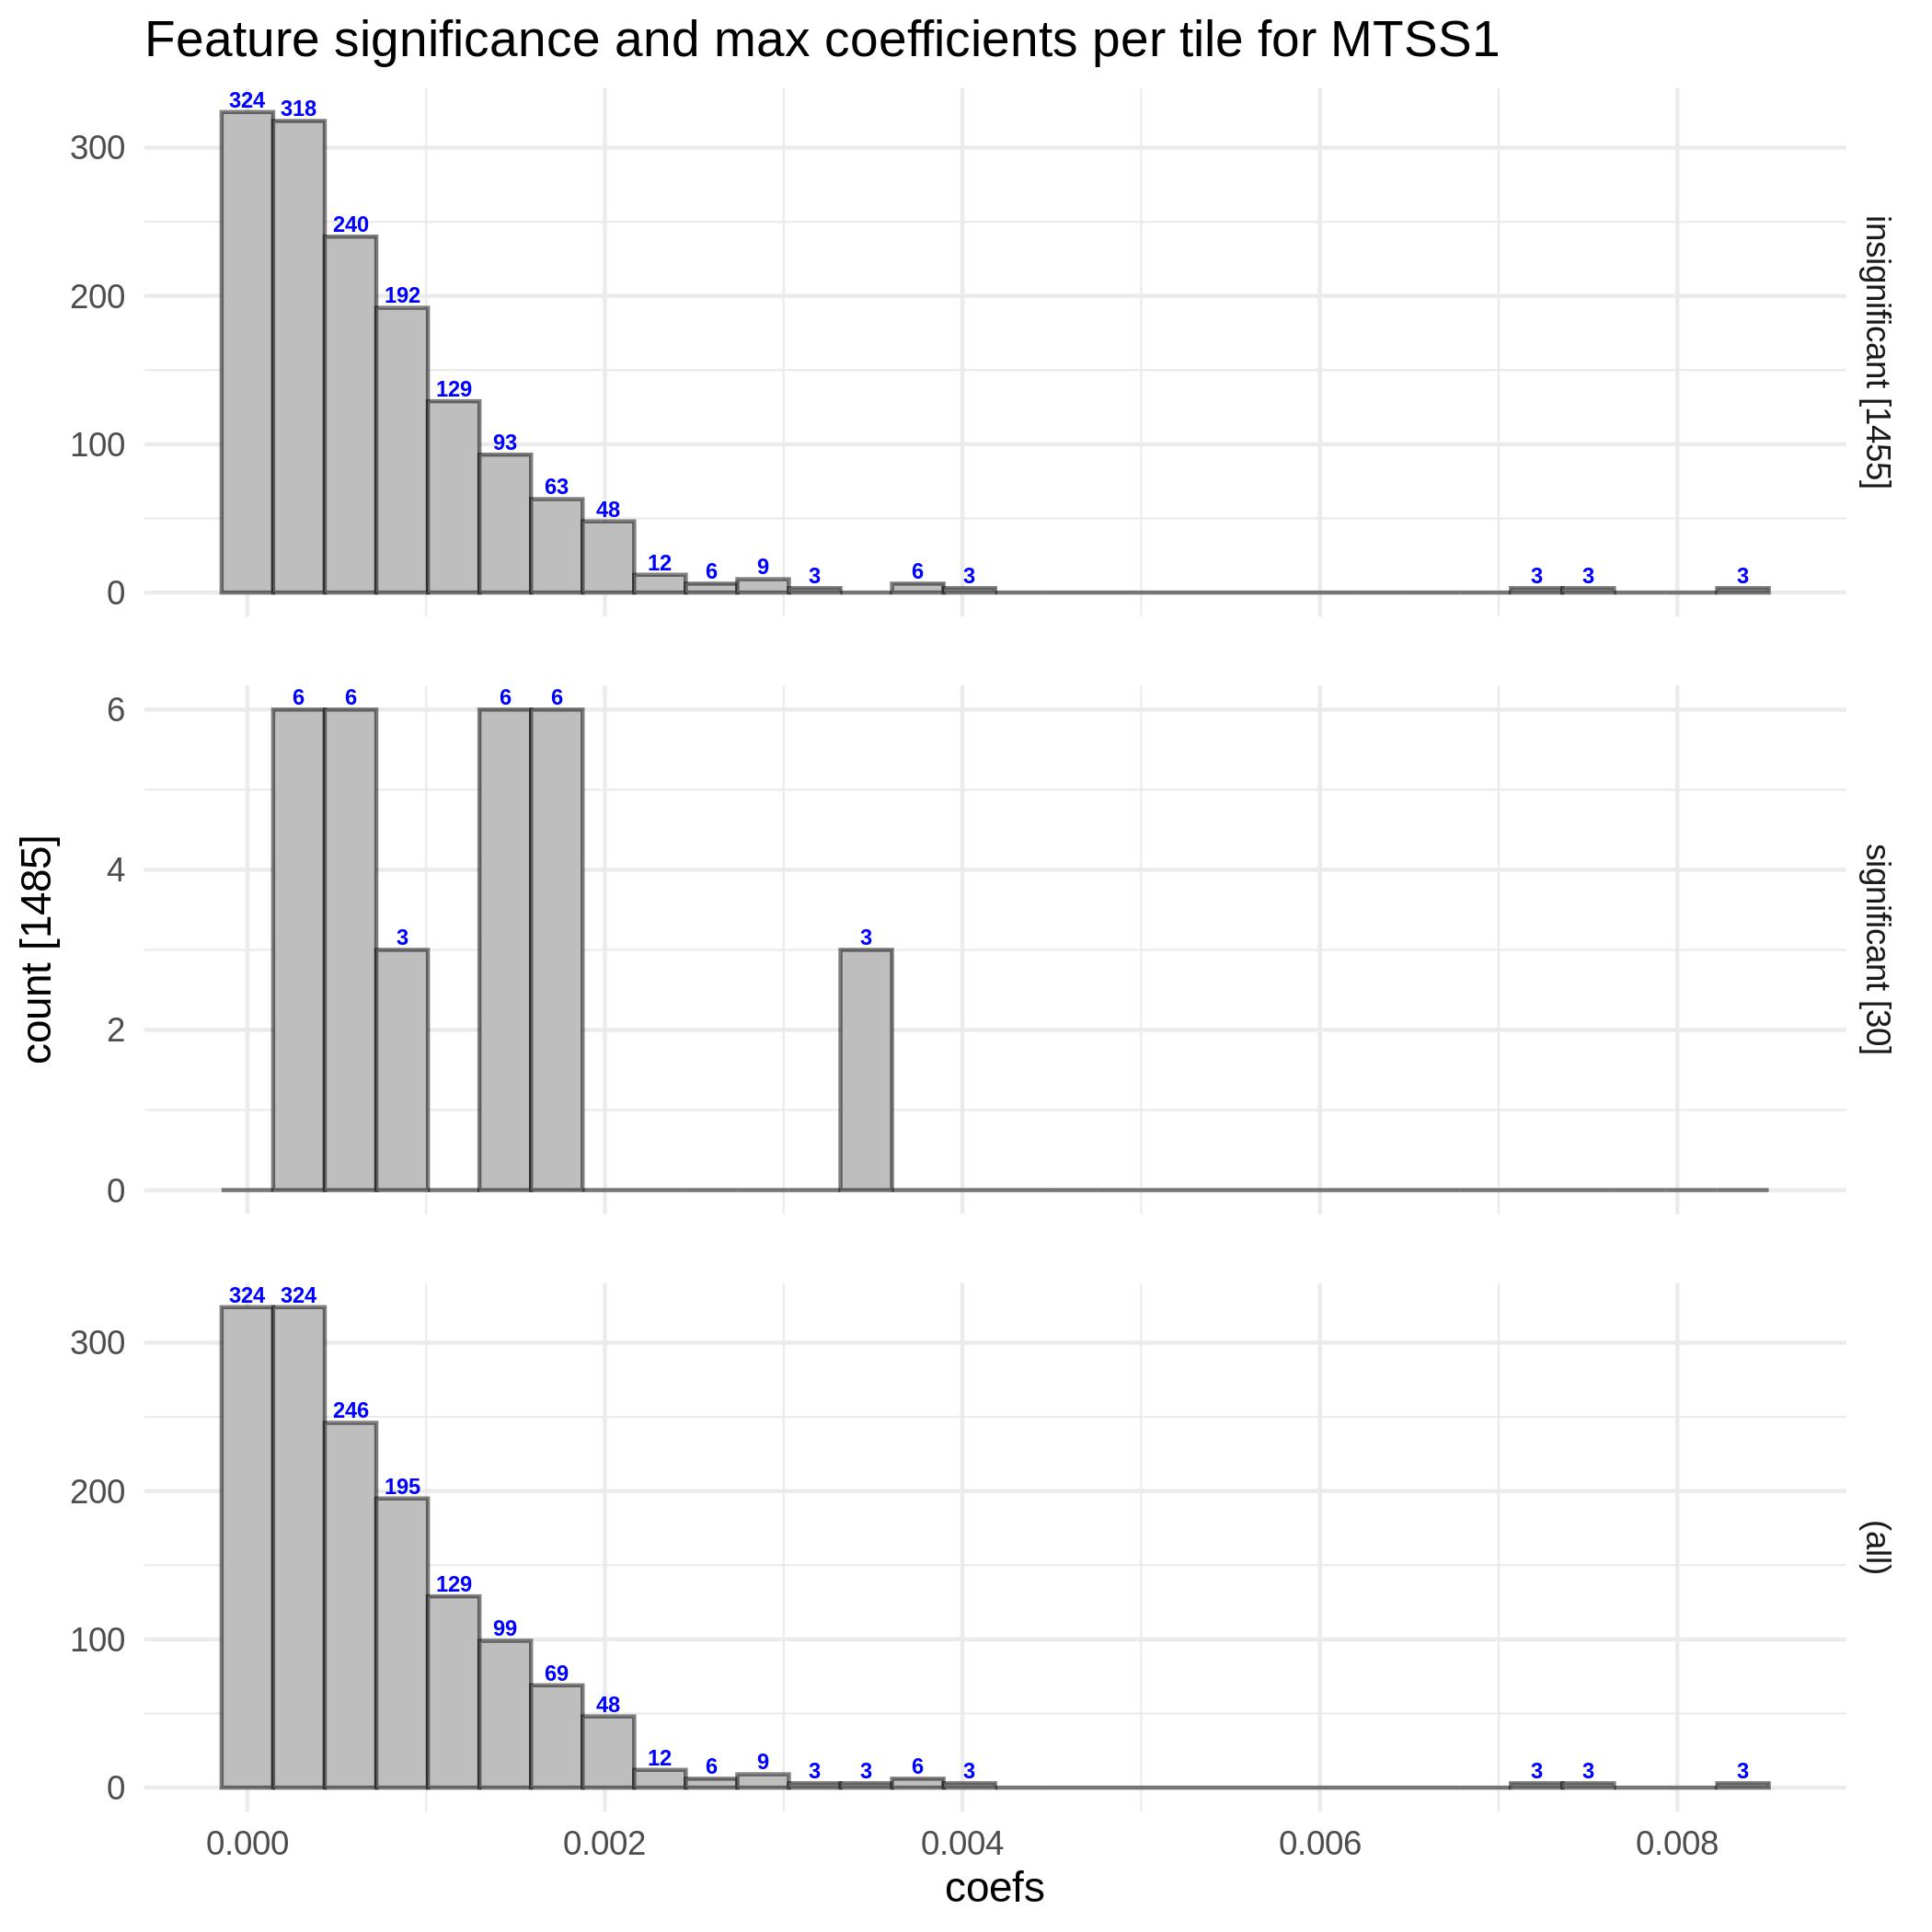 Feature significance and max coefficients per tile for MTSS1
324 318 240 192 129 93 63 48 12 6 9 3 6 3 3 3 3
300
200
100
0
insignificant [1455]
6 6 3 6 6 3
6
4
2
0
significant [30]
count [1485]
324 324 246 195 129 99 69 48 12 6 9 3 3 6 3 3 3 3
300
200
100
0
(all)
0.000 0.002 0.004 0.006 0.008
coefs